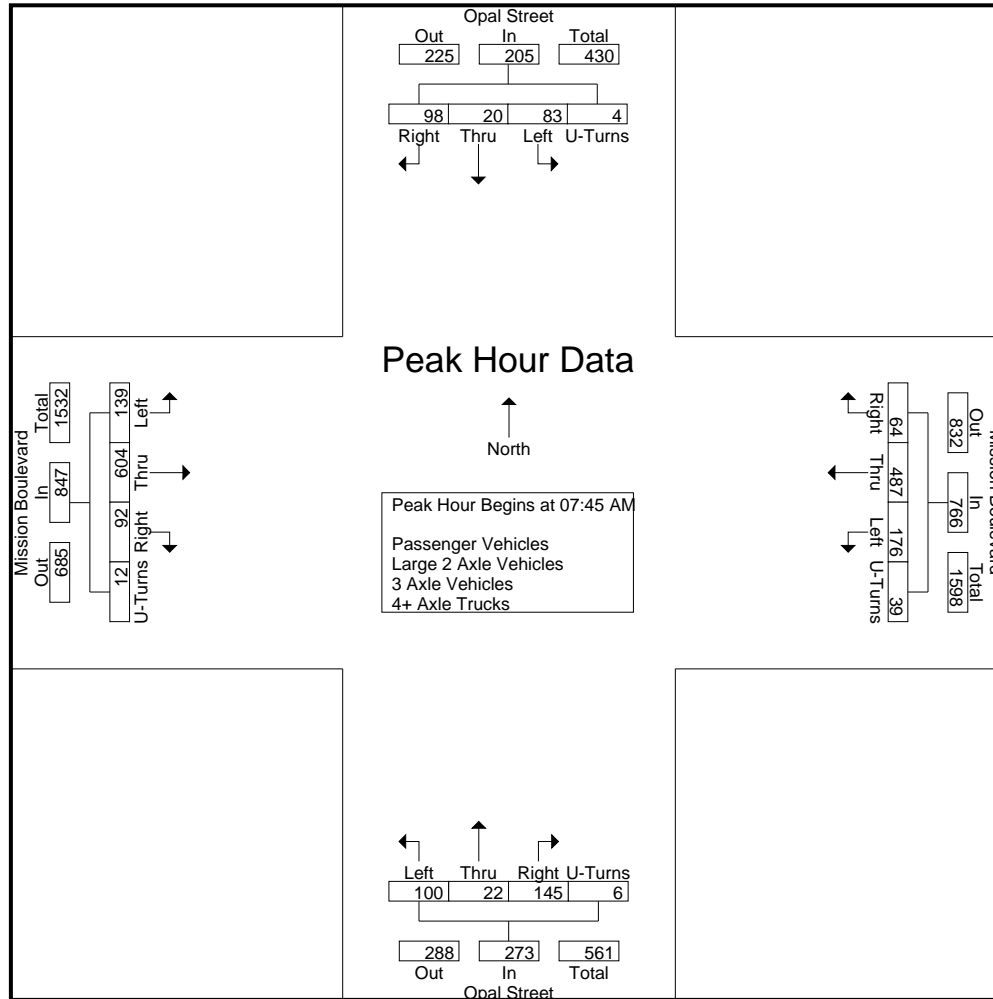 Opal Street
Out In Total
225 205 430
98 20 83 4
Right Thru Left U-Turns
Peak Hour Data
North
Peak Hour Begins at 07:45 AM
Passenger Vehicles
Large 2 Axle Vehicles
3 Axle Vehicles
4+ Axle Trucks
Mission Boulevard
Out In Total
685 847 1532
12 92 604 139
U-Turns Right Thru Left
Out In Total
832 766 1598
64 487 176 39
Right Thru Left U-Turns
Left Thru Right U-Turns
100 22 145 6
288 273 561
Out In Total
Opal Street